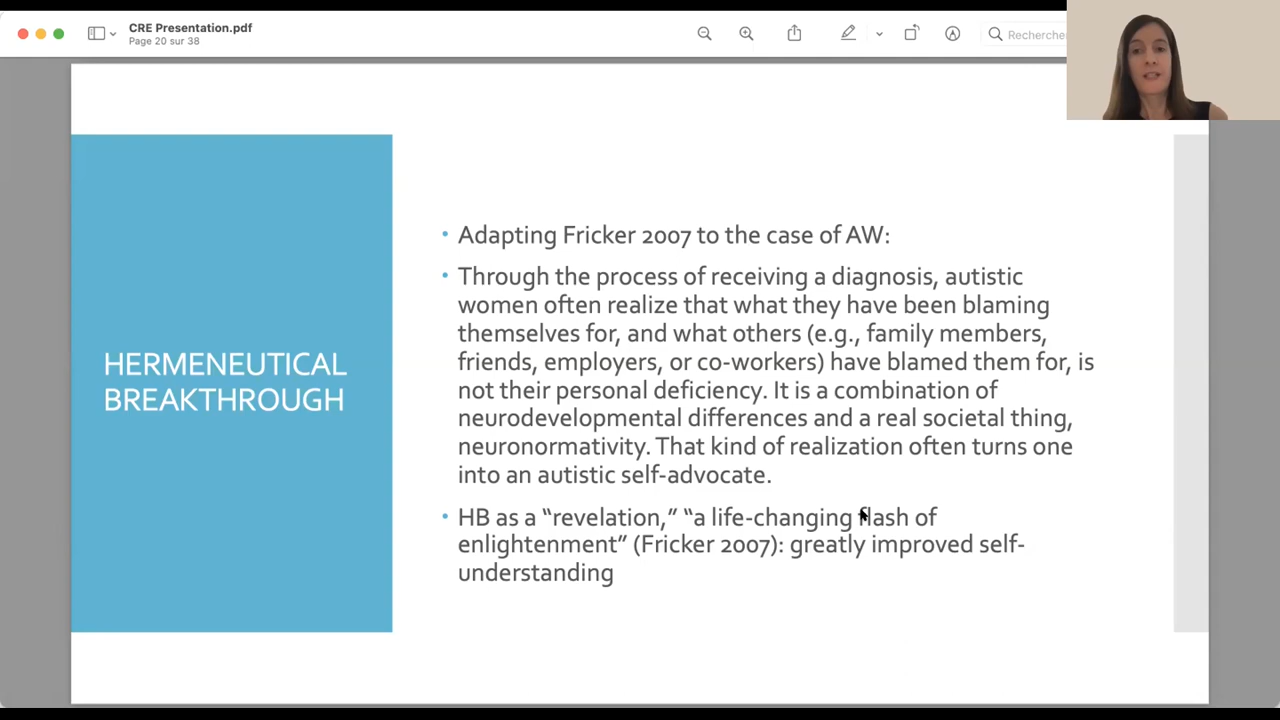 CRE Presentation.pdf
Page 20 sur 38
Rechercher
HERMENEUTICAL
BREAKTHROUGH
• Adapting Fricker 2007 to the case of AW:
• Through the process of receiving a diagnosis, autistic
women often realize that what they have been blaming
themselves for, and what others (e.g., family members,
friends, employers, or co-workers) have blamed them for, is
not their personal deficiency. It is a combination of
neurodevelopmental differences and a real societal thing,
neuronormativity. That kind of realization often turns one
into an autistic self-advocate.
• HB as a “revelation,” “a life-changing flash of
enlightenment” (Fricker 2007): greatly improved self-
understanding